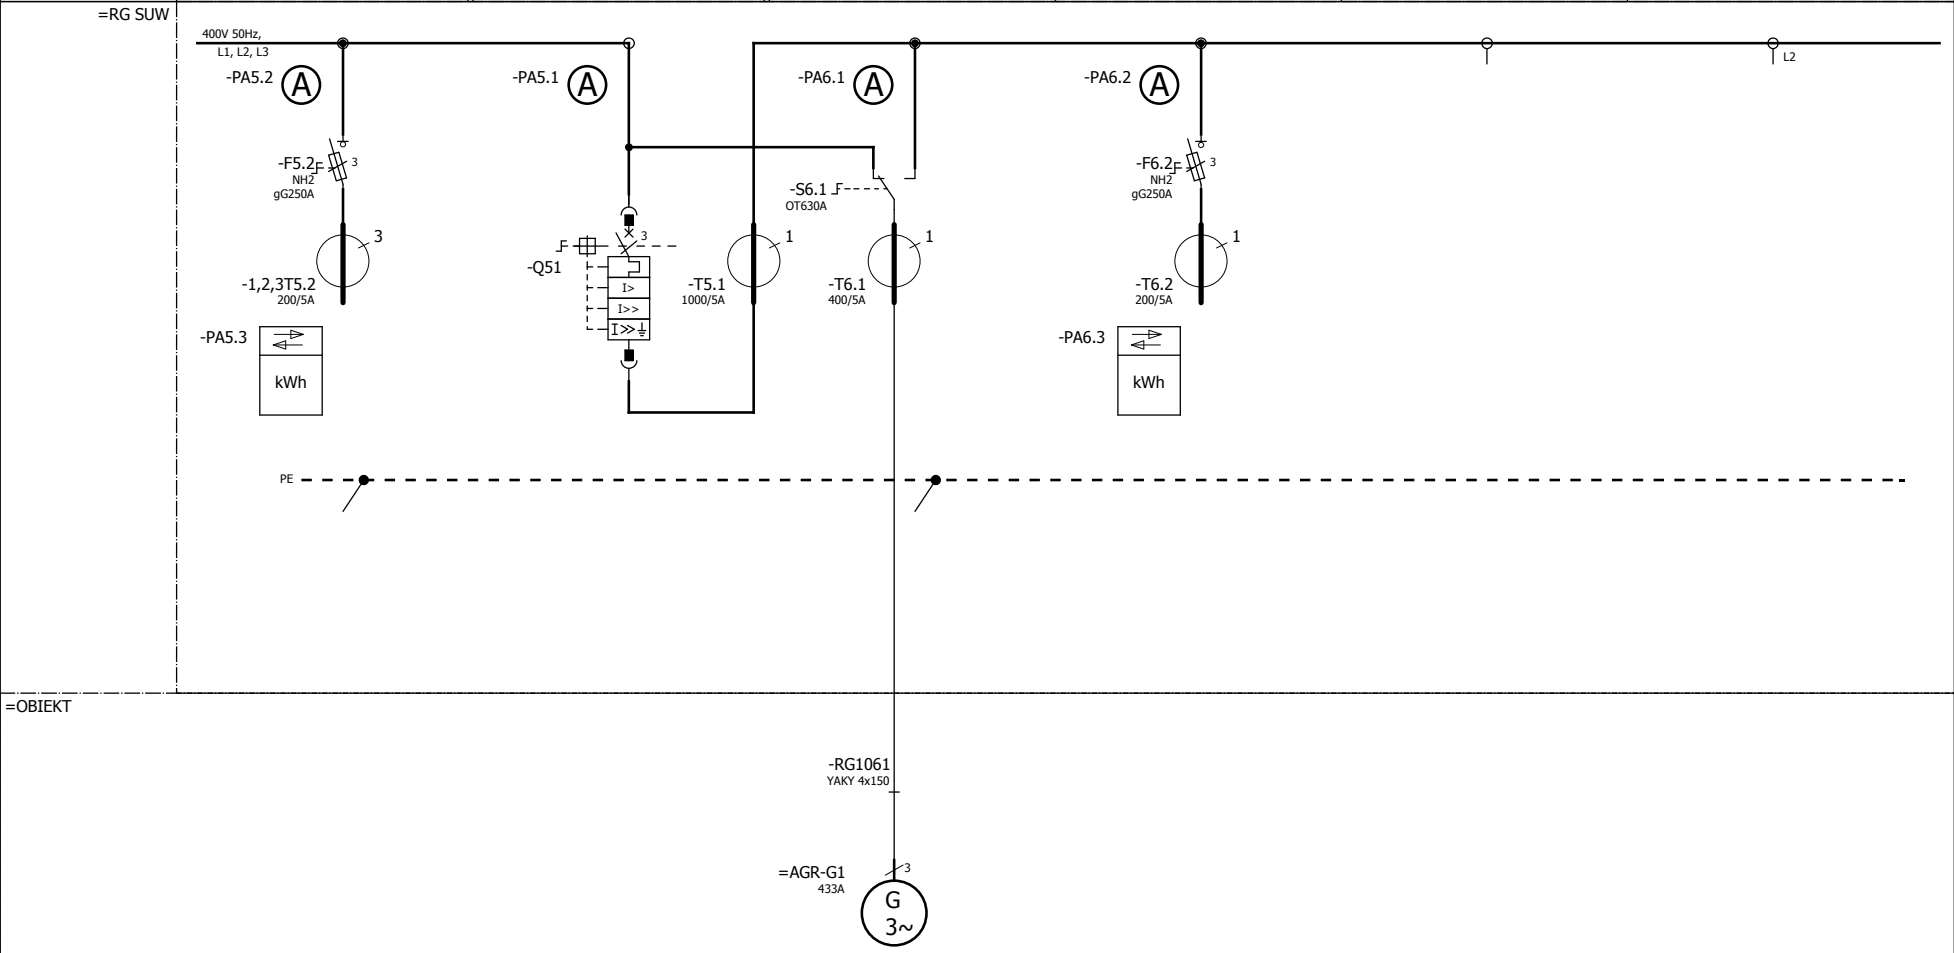 =RG SUW
400V 50Hz,
L1, L2, L3
-PA5.2
A
-PA5.1
A
-PA6.1
A
-PA6.2
A
L2
-F5.2
NH2
gG250A
3
-S6.1
OT630A
-F6.2
NH2
gG250A
3
3
-1,2,3T5.2
200/5A
3
-Q51
I>
I>>
I>>
1
-T5.1
1000/5A
1
-T6.1
400/5A
1
-T6.2
200/5A
-PA5.3
kWh
-PA6.3
kWh
PE
=OBIEKT
-RG1061
YAKY 4x150
=AGR-G1
433A
3
G
3~